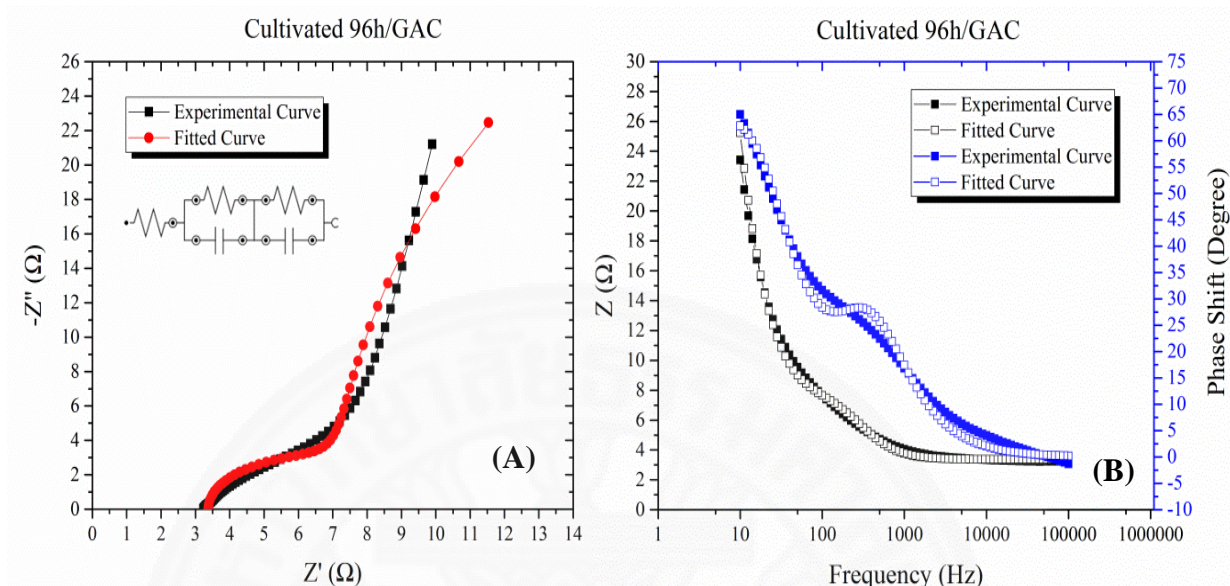 Cultivated 96h/GAC
26
24
22
20
18
16
14
12
10
8
6
4
2
0
-Z'' (Ω)
Experimental Curve
Fitted Curve
(A)
0 1 2 3 4 5 6 7 8 9 10 11 12 13 14
Z' (Ω)
Cultivated 96h/GAC
30
28
26
24
22
20
18
16
14
12
10
8
6
4
2
0
Z (Ω)
Experimental Curve
Fitted Curve
Experimental Curve
Fitted Curve
75
70
65
60
55
50
45
40
35
30
25
20
15
10
5
0
-5
-10
Phase Shift (Degree)
(B)
1 10 100 1000 10000 100000 1000000
Frequency (Hz)